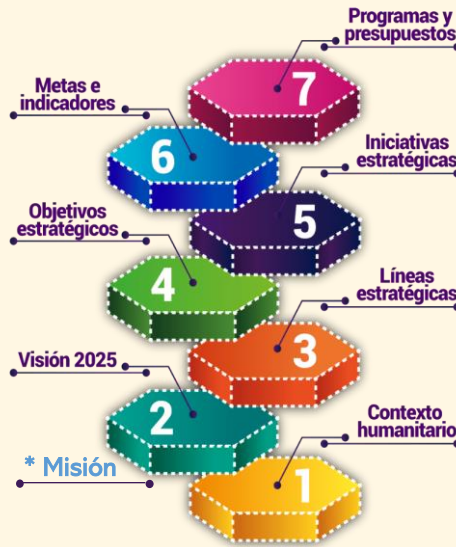 Programas y
presupuestos
7
Metas e
indicadores
6
Iniciativas
estratégicas
5
Objetivos
estratégicos
4
Líneas
estratégicas
3
Visión 2025
2
Contexto
humanitario
* Misión
1